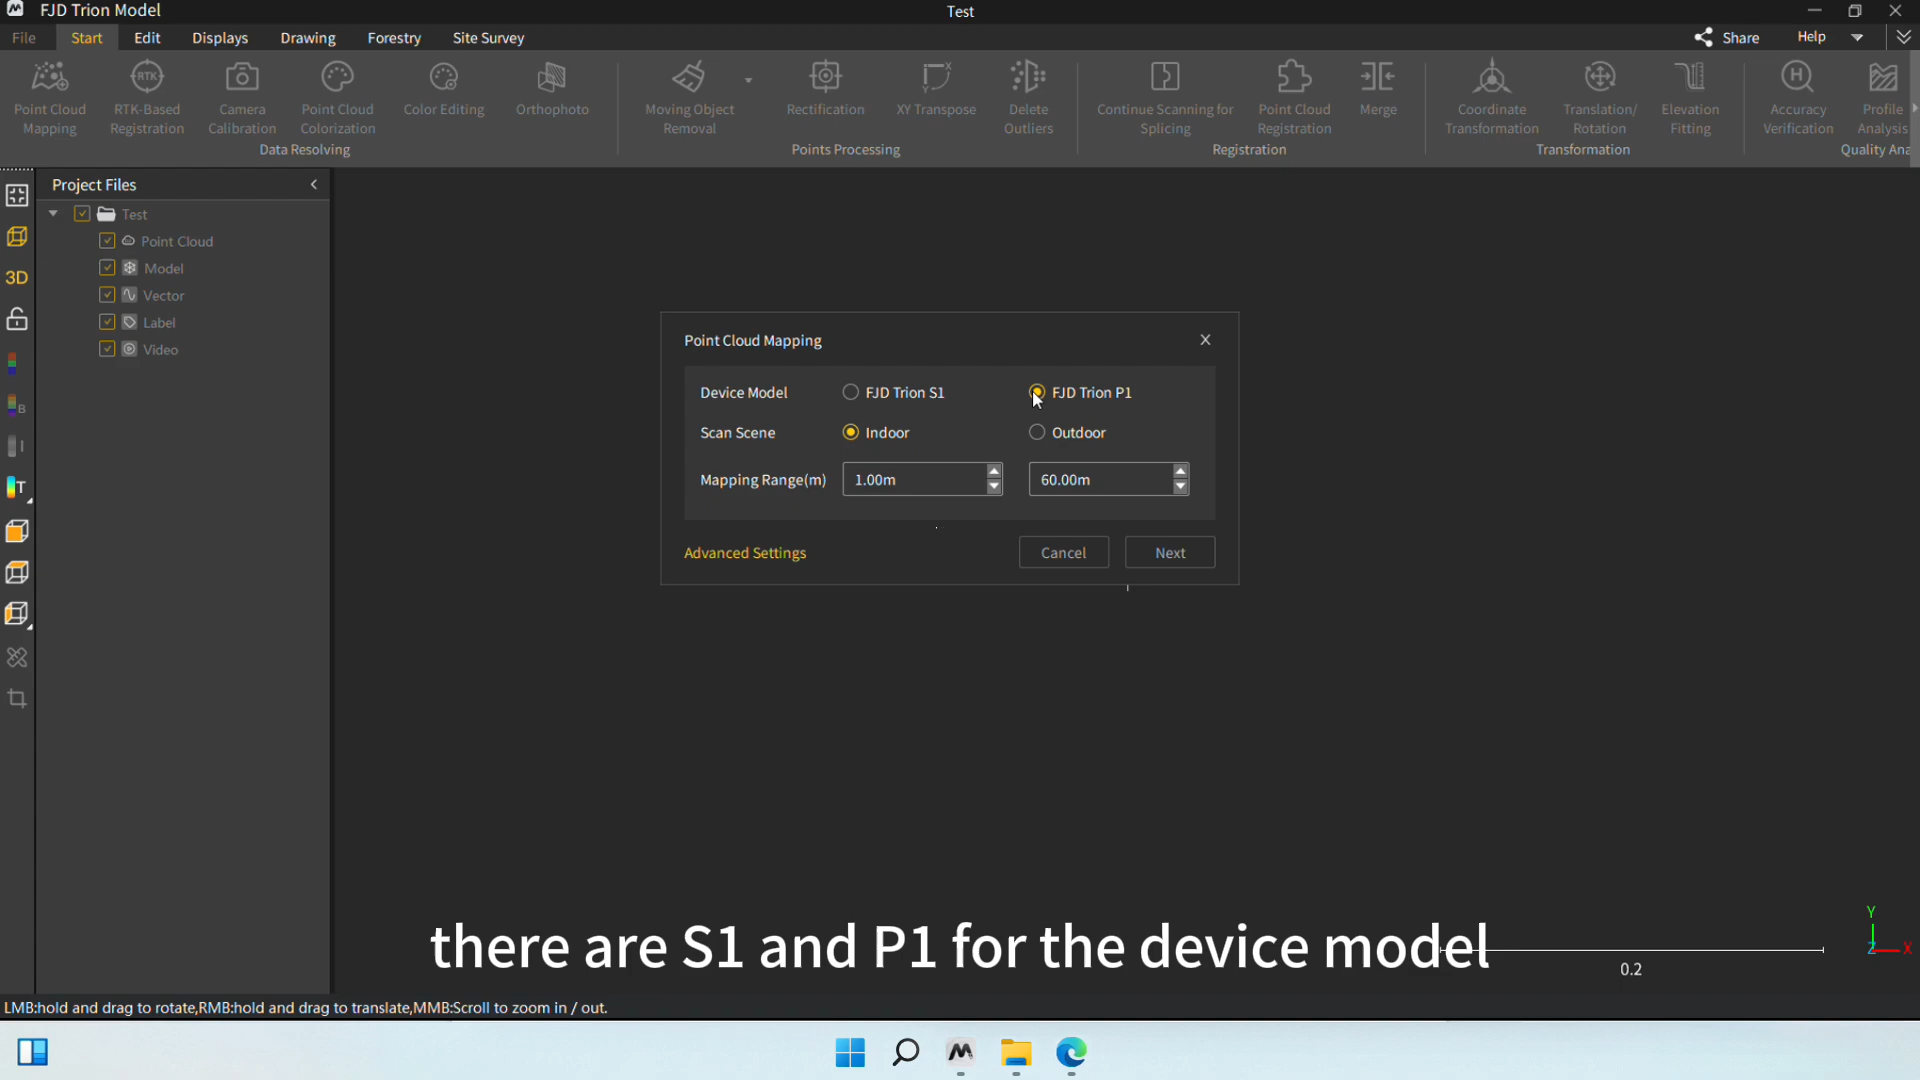 FJD Trion Model
Test
File Start Edit Displays Drawing Forestry Site Survey
Share Help
Point Cloud Mapping
RTK-Based Registration
Camera Calibration
Point Cloud Colorization
Color Editing
Orthophoto
Data Resolving
Moving Object Removal
Rectification
XY Transpose
Delete Outliers
Points Processing
Continue Scanning for Splicing
Point Cloud Registration
Merge
Registration
Coordinate Transformation
Translation/ Rotation
Elevation Fitting
Transformation
Accuracy Verification
Profile Analysis
Quality Ana
Project Files
Test
Point Cloud
Model
Vector
Label
Video
3D
B
I
T
Point Cloud Mapping
X
Device Model FJD Trion S1 FJD Trion P1
Scan Scene Indoor Outdoor
Mapping Range(m) 1.00m 60.00m
Advanced Settings Cancel Next
there are S1 and P1 for the device model
0.2
Y
Z X
LMB:hold and drag to rotate,RMB:hold and drag to translate,MMB:Scroll to zoom in / out.